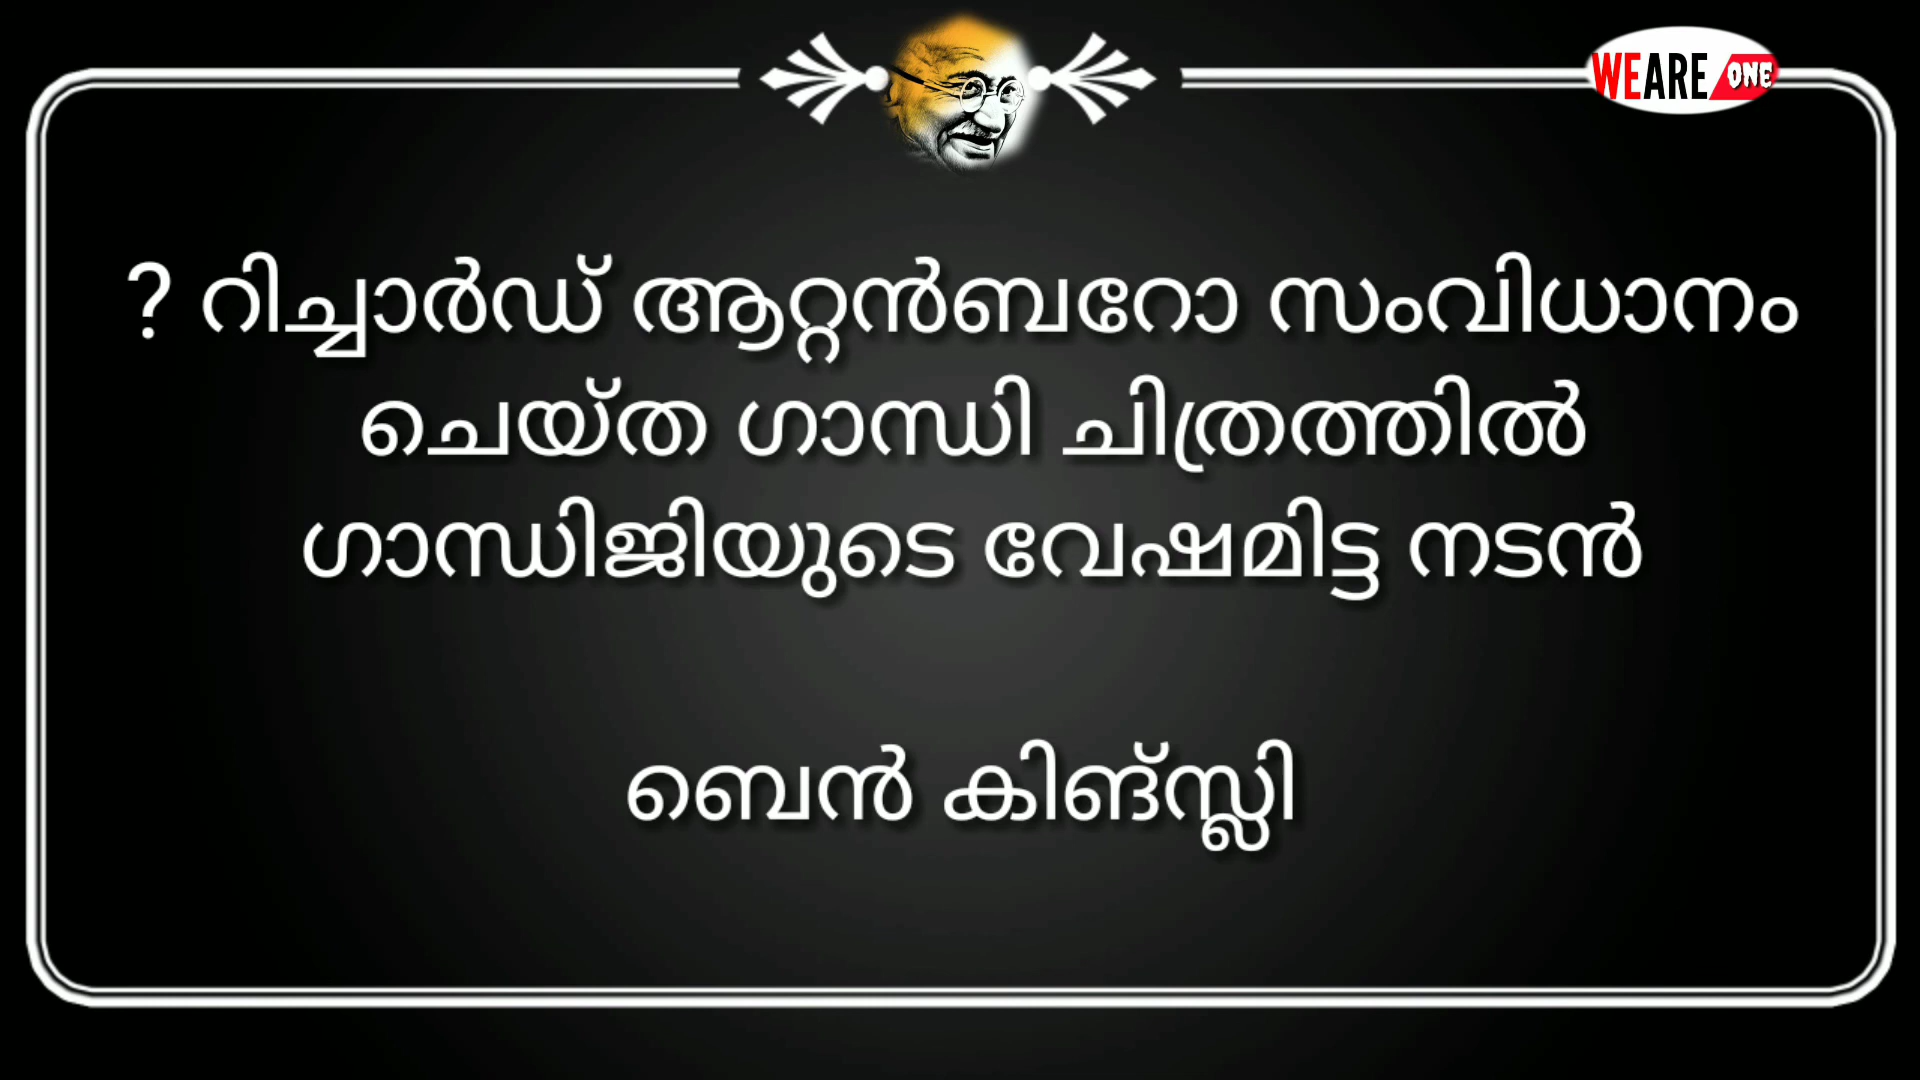 WEARE ONE
? റിച്ചാർഡ് ആറ്റൻബറോ സംവിധാനം
ചെയ്ത ഗാന്ധി ചിത്രത്തിൽ
ഗാന്ധിജിയുടെ വേഷമിട്ട നടൻ
ബെൻ കിങ്സ്ലി